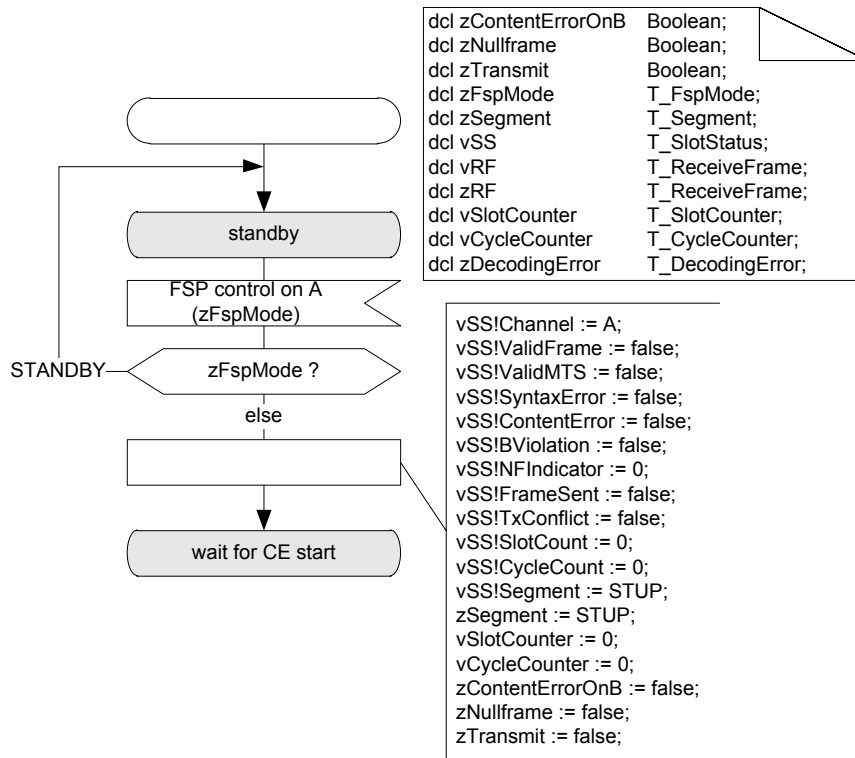 dcl zContentErrorOnB Boolean;
dcl zNullframe Boolean;
dcl zTransmit Boolean;
dcl zFspMode T_FspMode;
dcl zSegment T_Segment;
dcl vSS T_SlotStatus;
dcl vRF T_ReceiveFrame;
dcl zRF T_ReceiveFrame;
dcl vSlotCounter T_SlotCounter;
dcl vCycleCounter T_CycleCounter;
dcl zDecodingError T_DecodingError;
standby
FSP control on A
(zFspMode)
STANDBY
zFspMode ?
else
wait for CE start
vSS!Channel := A;
vSS!ValidFrame := false;
vSS!ValidMTS := false;
vSS!SyntaxError := false;
vSS!ContentError := false;
vSS!BViolation := false;
vSS!NFIndicator := 0;
vSS!FrameSent := false;
vSS!TxConflict := false;
vSS!SlotCount := 0;
vSS!CycleCount := 0;
vSS!Segment := STUP;
zSegment := STUP;
vSlotCounter := 0;
vCycleCounter := 0;
zContentErrorOnB := false;
zNullframe := false;
zTransmit := false;